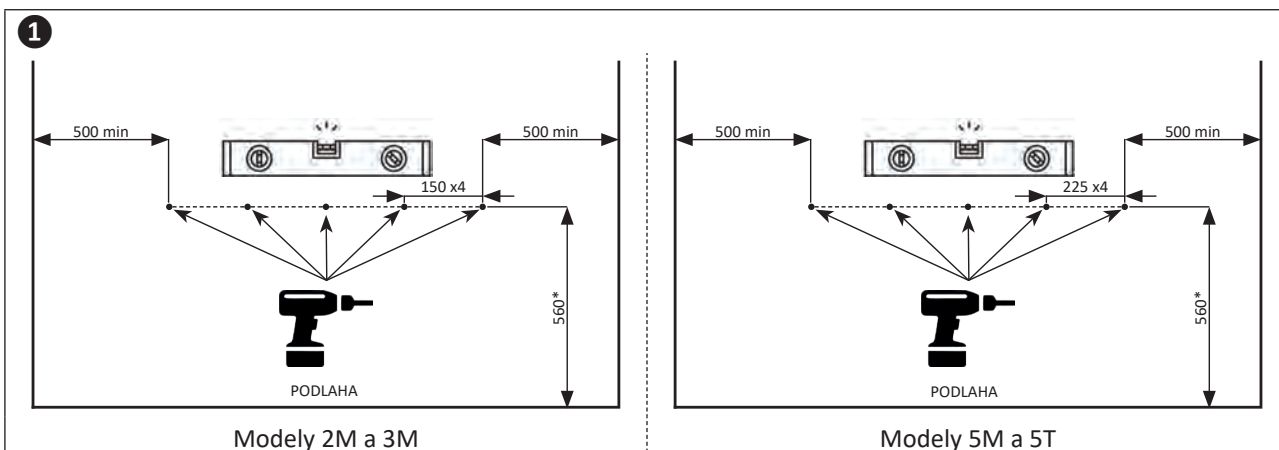 1
500 min
500 min
150 x4
560*
PODLAHA
Modely 2M a 3M
500 min
500 min
225 x4
560*
PODLAHA
Modely 5M a 5T